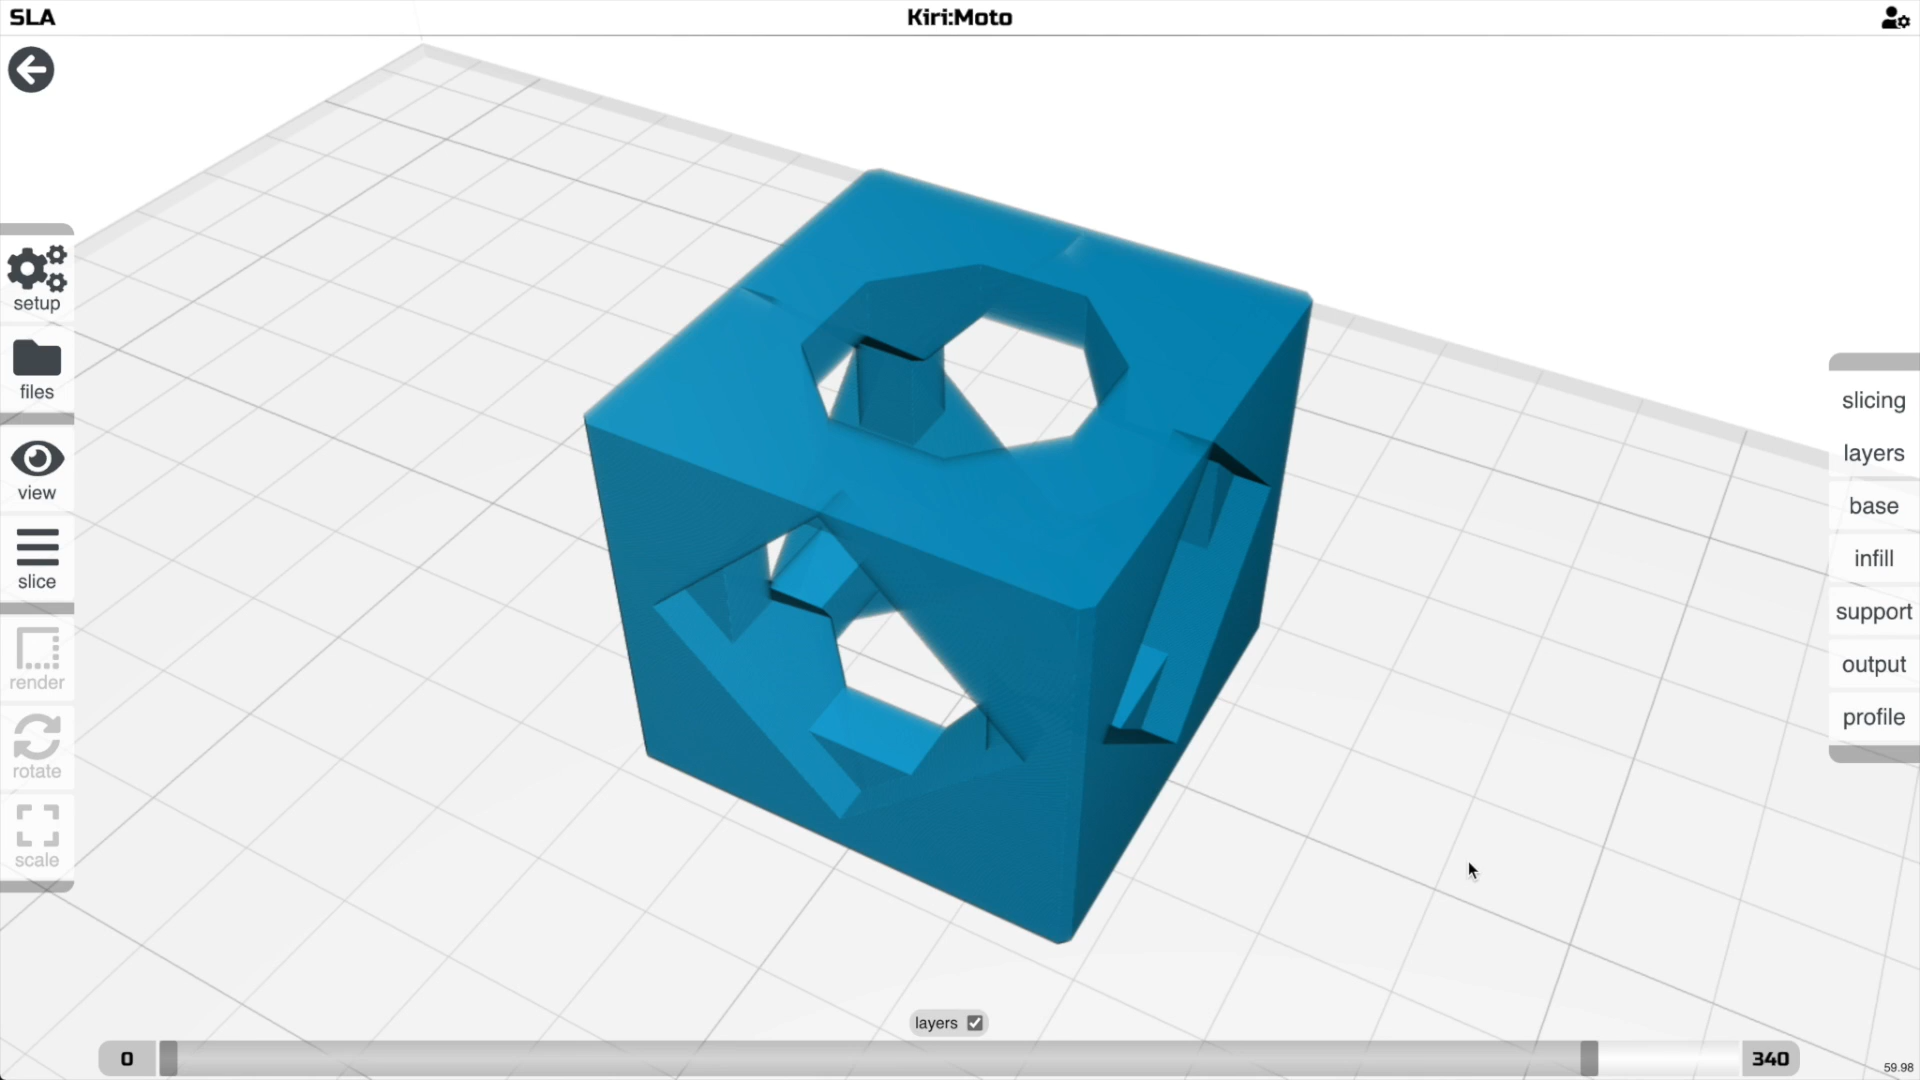 SLA
Kiri:Moto
setup
files
view
slice
render
rotate
scale
slicing
layers
base
infill
support
output
profile
layers
0
340
59.98